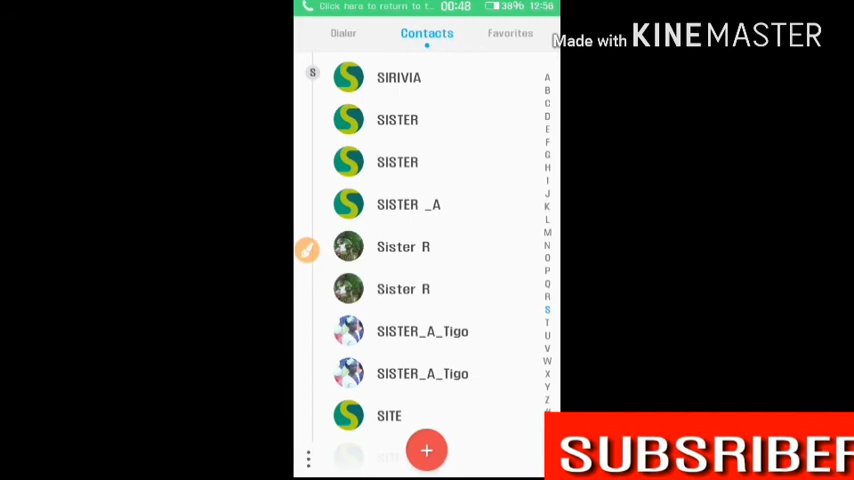 Click here to return to t... 00:48 38% 12:56
Dialer Contacts Favorites
Made with KINEMASTER
S
SIRIVIA
SISTER
SISTER
SISTER _A
Sister R
Sister R
SISTER_A_Tigo
SISTER_A_Tigo
SITE
A
B
C
D
E
F
G
H
I
J
K
L
M
N
O
P
Q
R
S
T
U
V
W
X
Y
Z
#
SUBSRIBER